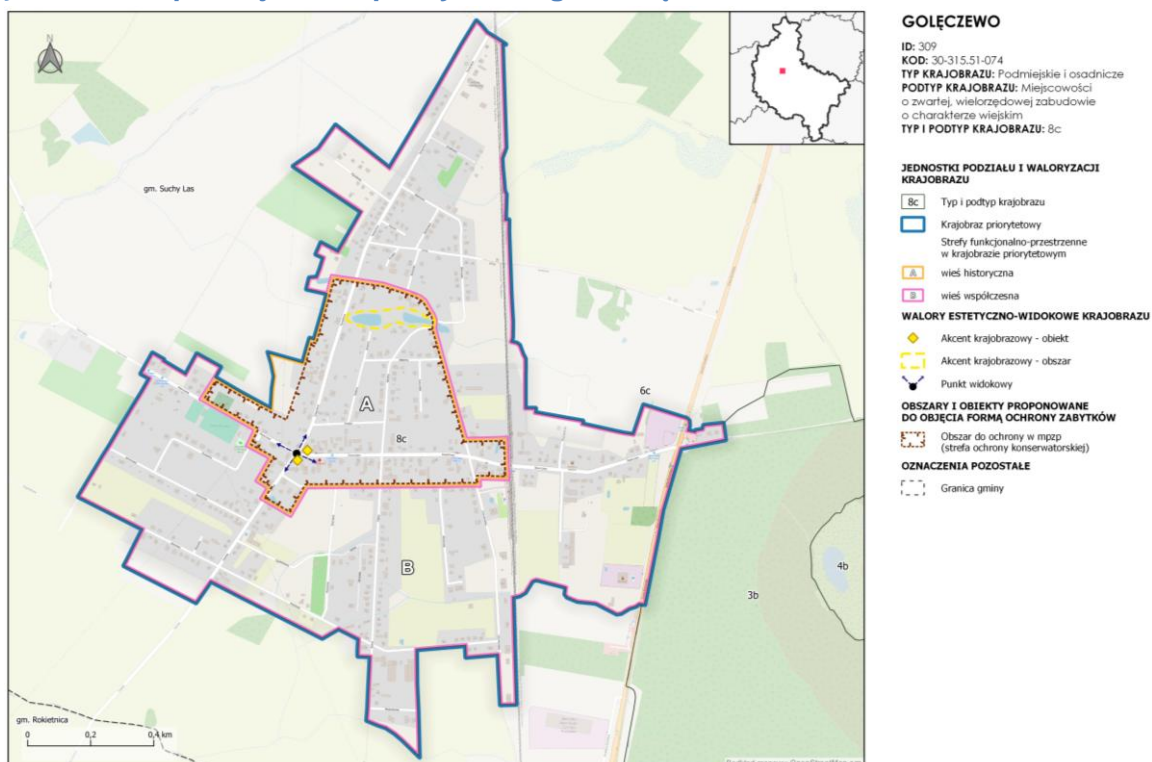 GOLĘCZEWO
ID: 309
KOD: 30-315.51-074
TYP KRAJOBRAZU: Podmiejskie i osadnicze
PODTYP KRAJOBRAZU: Miejscowości
o zwartej, wielorzędowej zabudowie
o charakterze wiejskim
TYP I PODTYP KRAJOBRAZU: 8c
JEDNOSTKI PODZIAŁU I WALORYZACJI
KRAJOBRAZU
8c Typ i podtyp krajobrazu
Krajobraz priorytetowy
Strefy funkcjonalno-przestrzenne
w krajobrazie priorytetowym
A wieś historyczna
B wieś współczesna
WALORY ESTETYCZNO-WIDOKOWE KRAJOBRAZU
Akcent krajobrazowy - obiekt
Akcent krajobrazowy - obszar
Punkt widokowy
OBSZARY I OBIEKTY PROPONOWANE
DO OBJĘCIA FORMĄ OCHRONY ZABYTKÓW
Obszar do ochrony w mpzp
(strefa ochrony konserwatorskiej)
OZNACZENIA POZOSTAŁE
Granica gminy
gm. Suchy Las
6c
A
8c
B
4b
3b
gm. Rokietnica
0 0,2 0,4 km